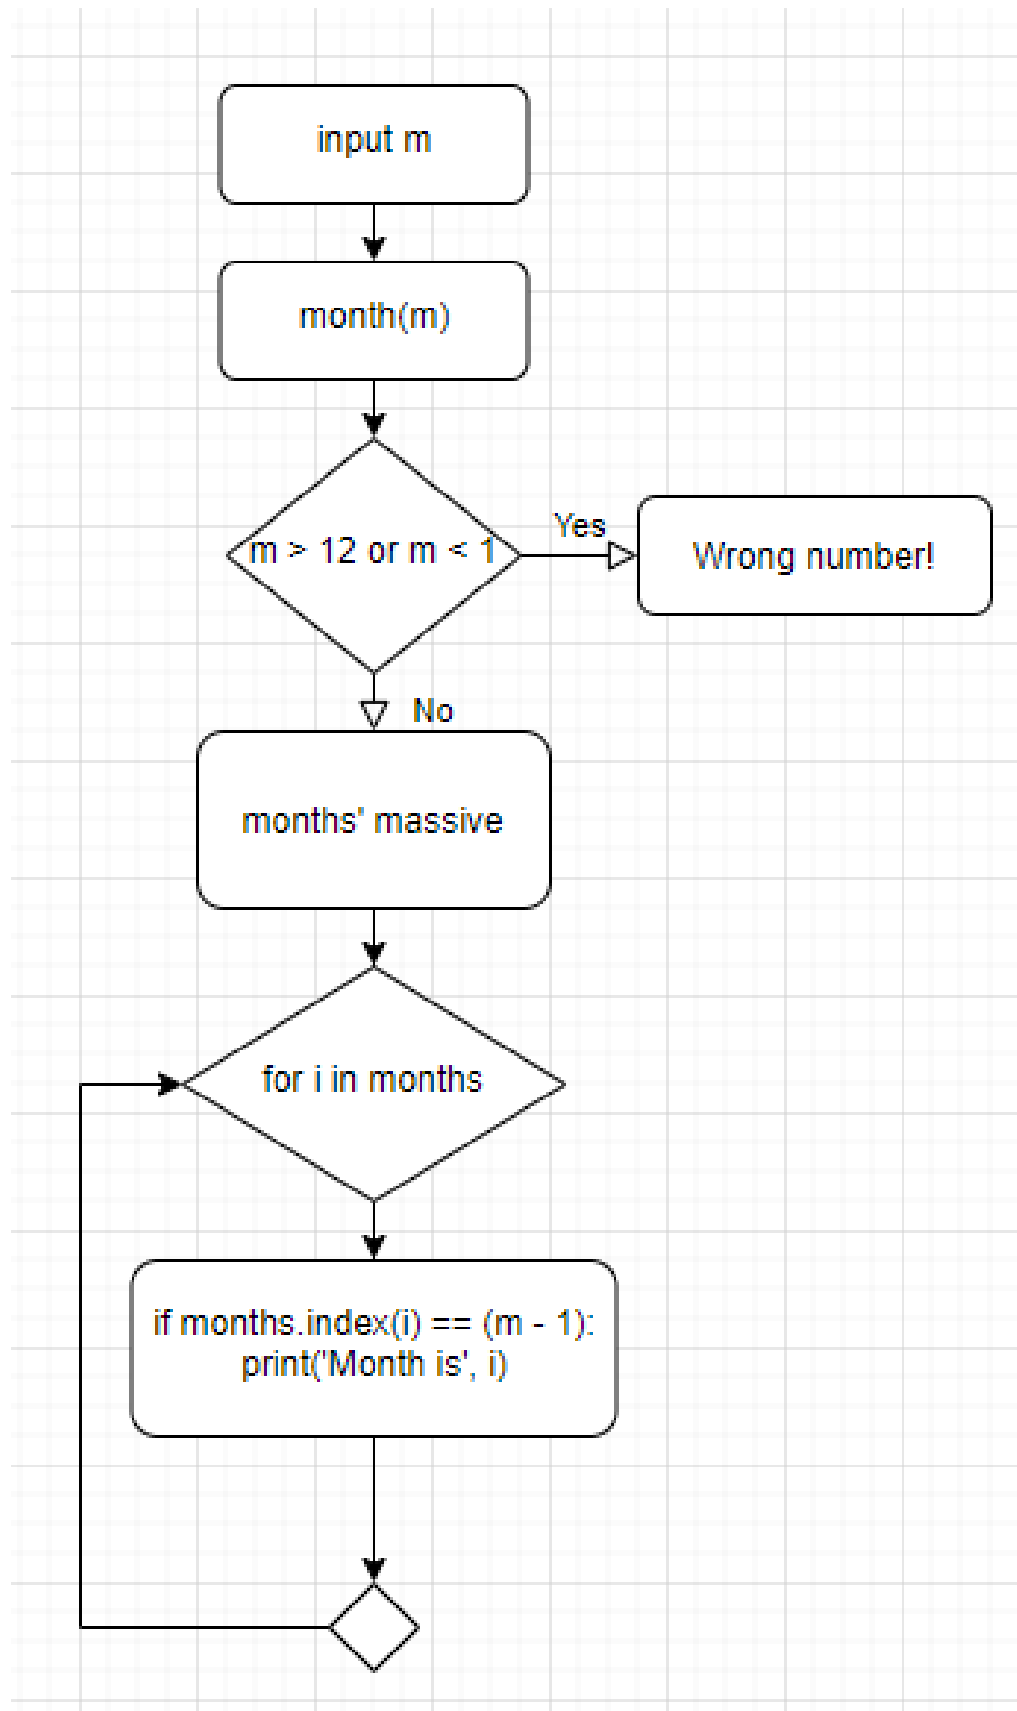 input m
month(m)
m > 12 or m < 1
Yes
Wrong number!
No
months' massive
for i in months
if months.index(i) == (m - 1):
print('Month is', i)